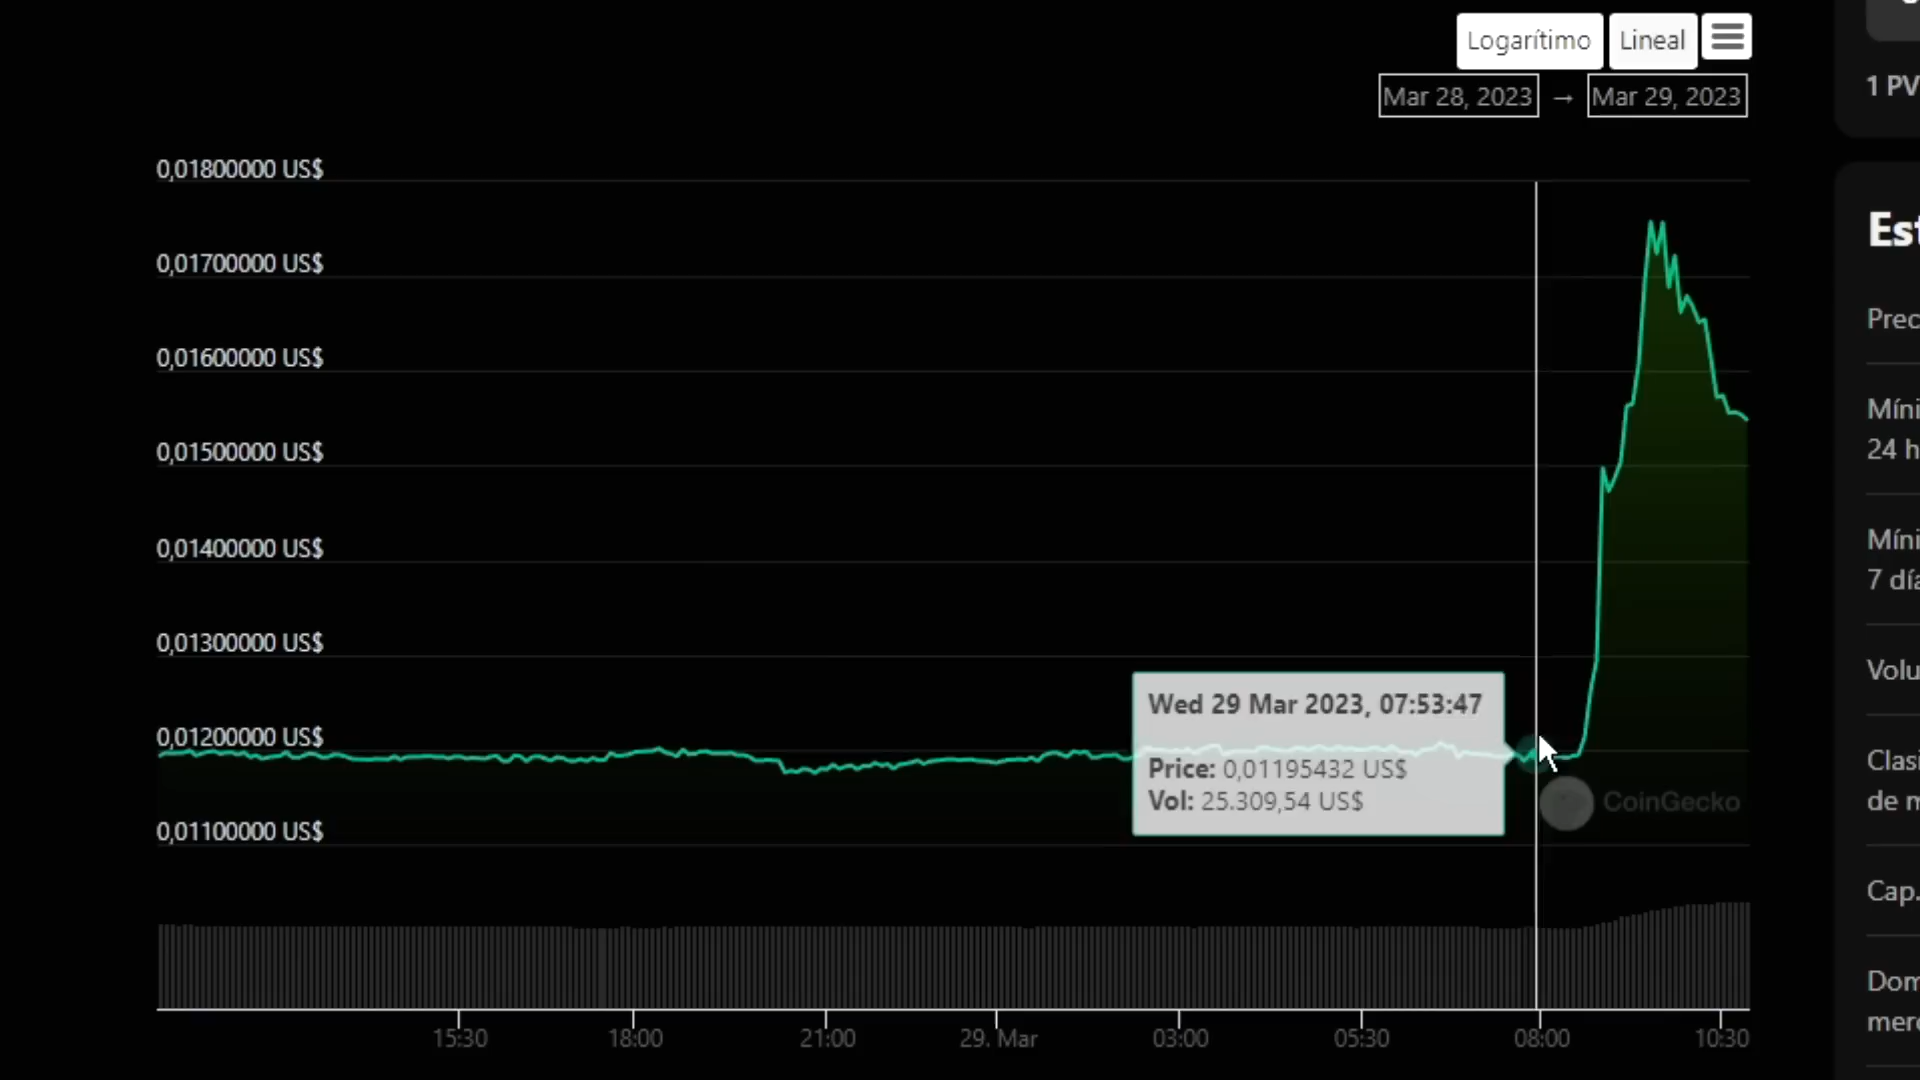 Logarítimo Lineal
Mar 28, 2023 → Mar 29, 2023
1 PV
0,01800000 US$
0,01700000 US$
0,01600000 US$
0,01500000 US$
0,01400000 US$
0,01300000 US$
0,01200000 US$
0,01100000 US$
Wed 29 Mar 2023, 07:53:47
Price: 0,01195432 US$
Vol: 25.309,54 US$
CoinGecko
15:30 18:00 21:00 29. Mar 03:00 05:30 08:00 10:30
Est
Prec
Míni
24 h
Míni
7 día
Volu
Clasi
de m
Cap.
Dom
merc